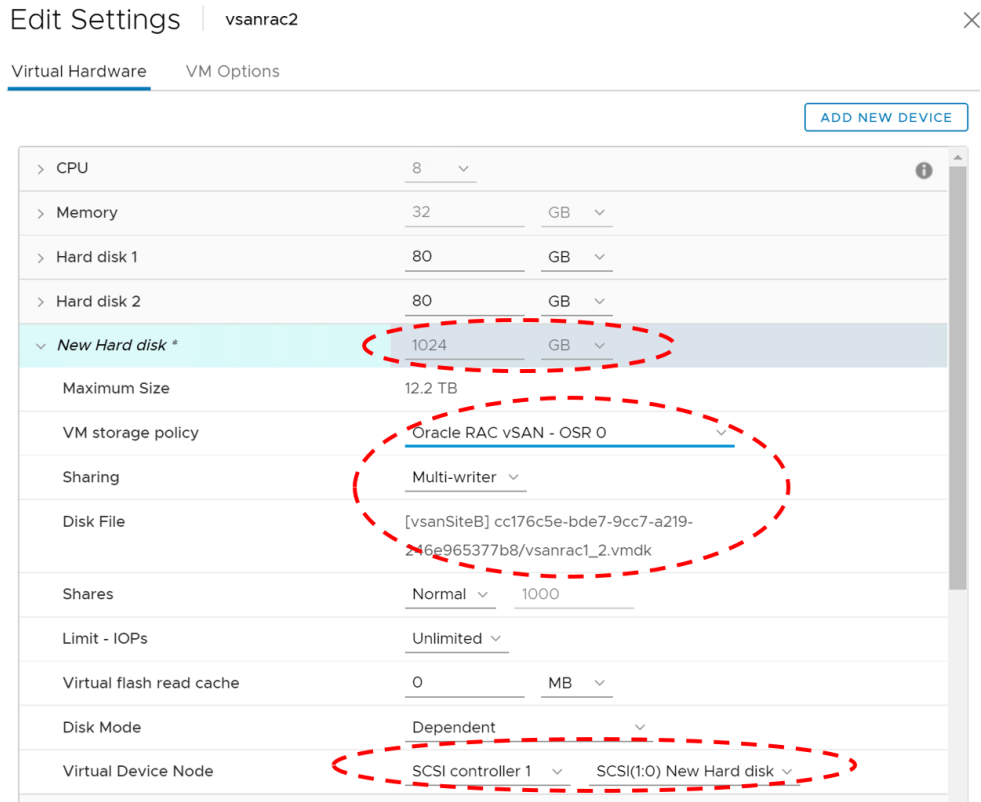 Edit Settings vsanrac2
Virtual Hardware VM Options
ADD NEW DEVICE
CPU 8
Memory 32 GB
Hard disk 1 80 GB
Hard disk 2 80 GB
New Hard disk * 1024 GB
Maximum Size 12.2 TB
VM storage policy Oracle RAC vSAN - OSR 0
Sharing Multi-writer
Disk File [vsanSiteB] cc176c5e-bde7-9cc7-a219-
246e965377b8/vsanrac1_2.vmdk
Shares Normal 1000
Limit - IOPs Unlimited
Virtual flash read cache 0 MB
Disk Mode Dependent
Virtual Device Node SCSI controller 1 SCSI(1:0) New Hard disk